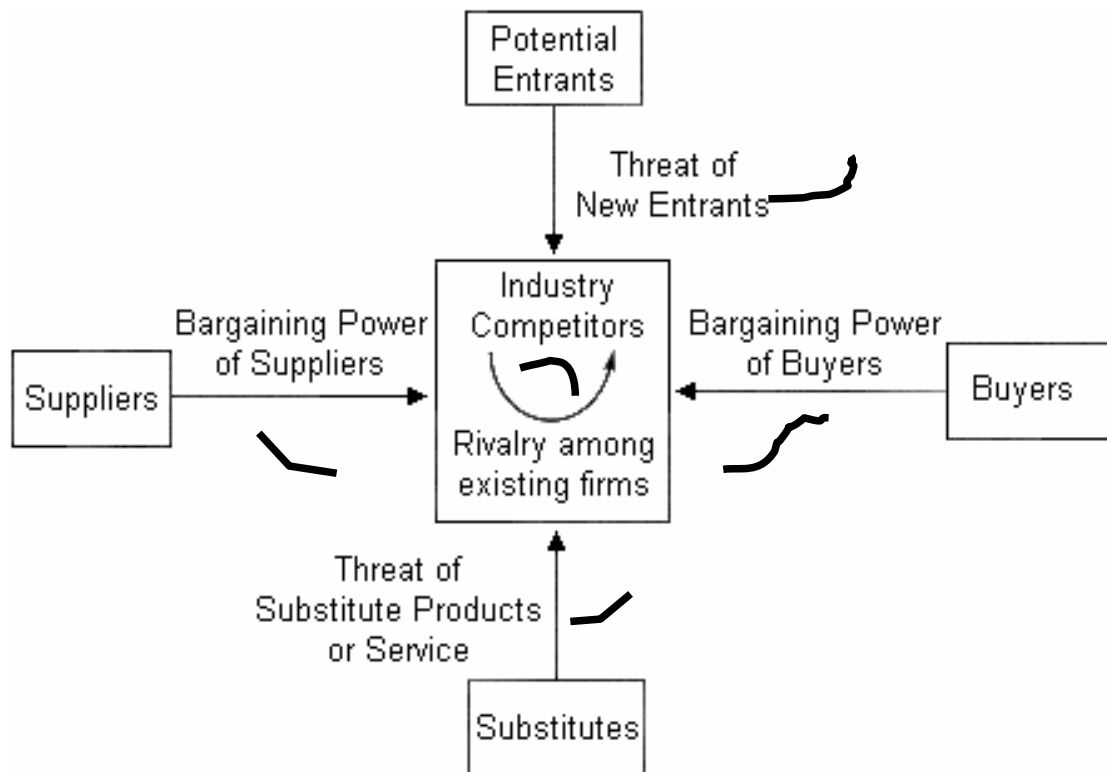 Potential
Entrants
Threat of
New Entrants
Industry
Competitors
Bargaining Power
of Suppliers
Bargaining Power
of Buyers
Suppliers
Buyers
Rivalry among
existing firms
Threat of
Substitute Products
or Service
Substitutes